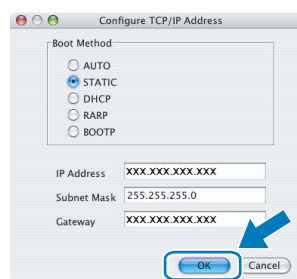 Configure TCP/IP Address
Boot Method
AUTO
STATIC
DHCP
RARP
BOOTP
IP Address XXX.XXX.XXX.XXX
Subnet Mask 255.255.255.0
Gateway XXX.XXX.XXX.XXX
OK Cancel